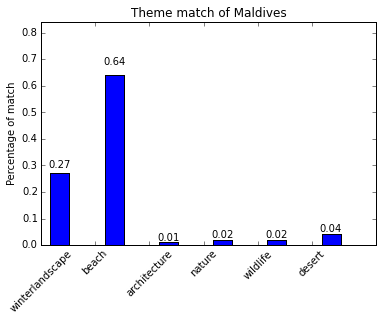 Theme match of Maldives
Percentage of match
0.8
0.7
0.6
0.5
0.4
0.3
0.2
0.1
0.0
0.27
0.64
0.01
0.02
0.02
0.04
winterlandscape
beach
architecture
nature
wildlife
desert